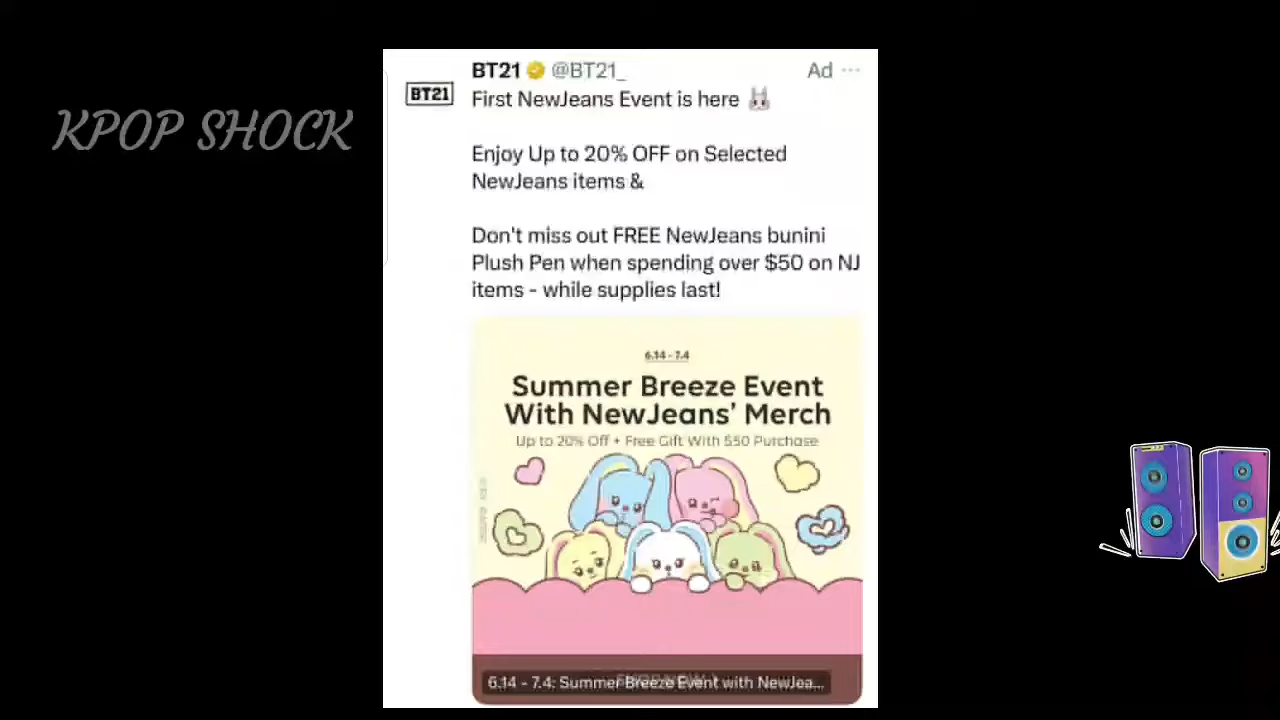 KPOP SHOCK
BT21 @BT21_ Ad ...
BT21
First NewJeans Event is here
Enjoy Up to 20% OFF on Selected
NewJeans items &
Don't miss out FREE NewJeans bunini
Plush Pen when spending over $50 on NJ
items - while supplies last!
6.14 - 7.4
Summer Breeze Event
With NewJeans' Merch
Up to 20% Off + Free Gift With $50 Purchase
6.14 - 7.4: Summer Breeze Event with NewJea...